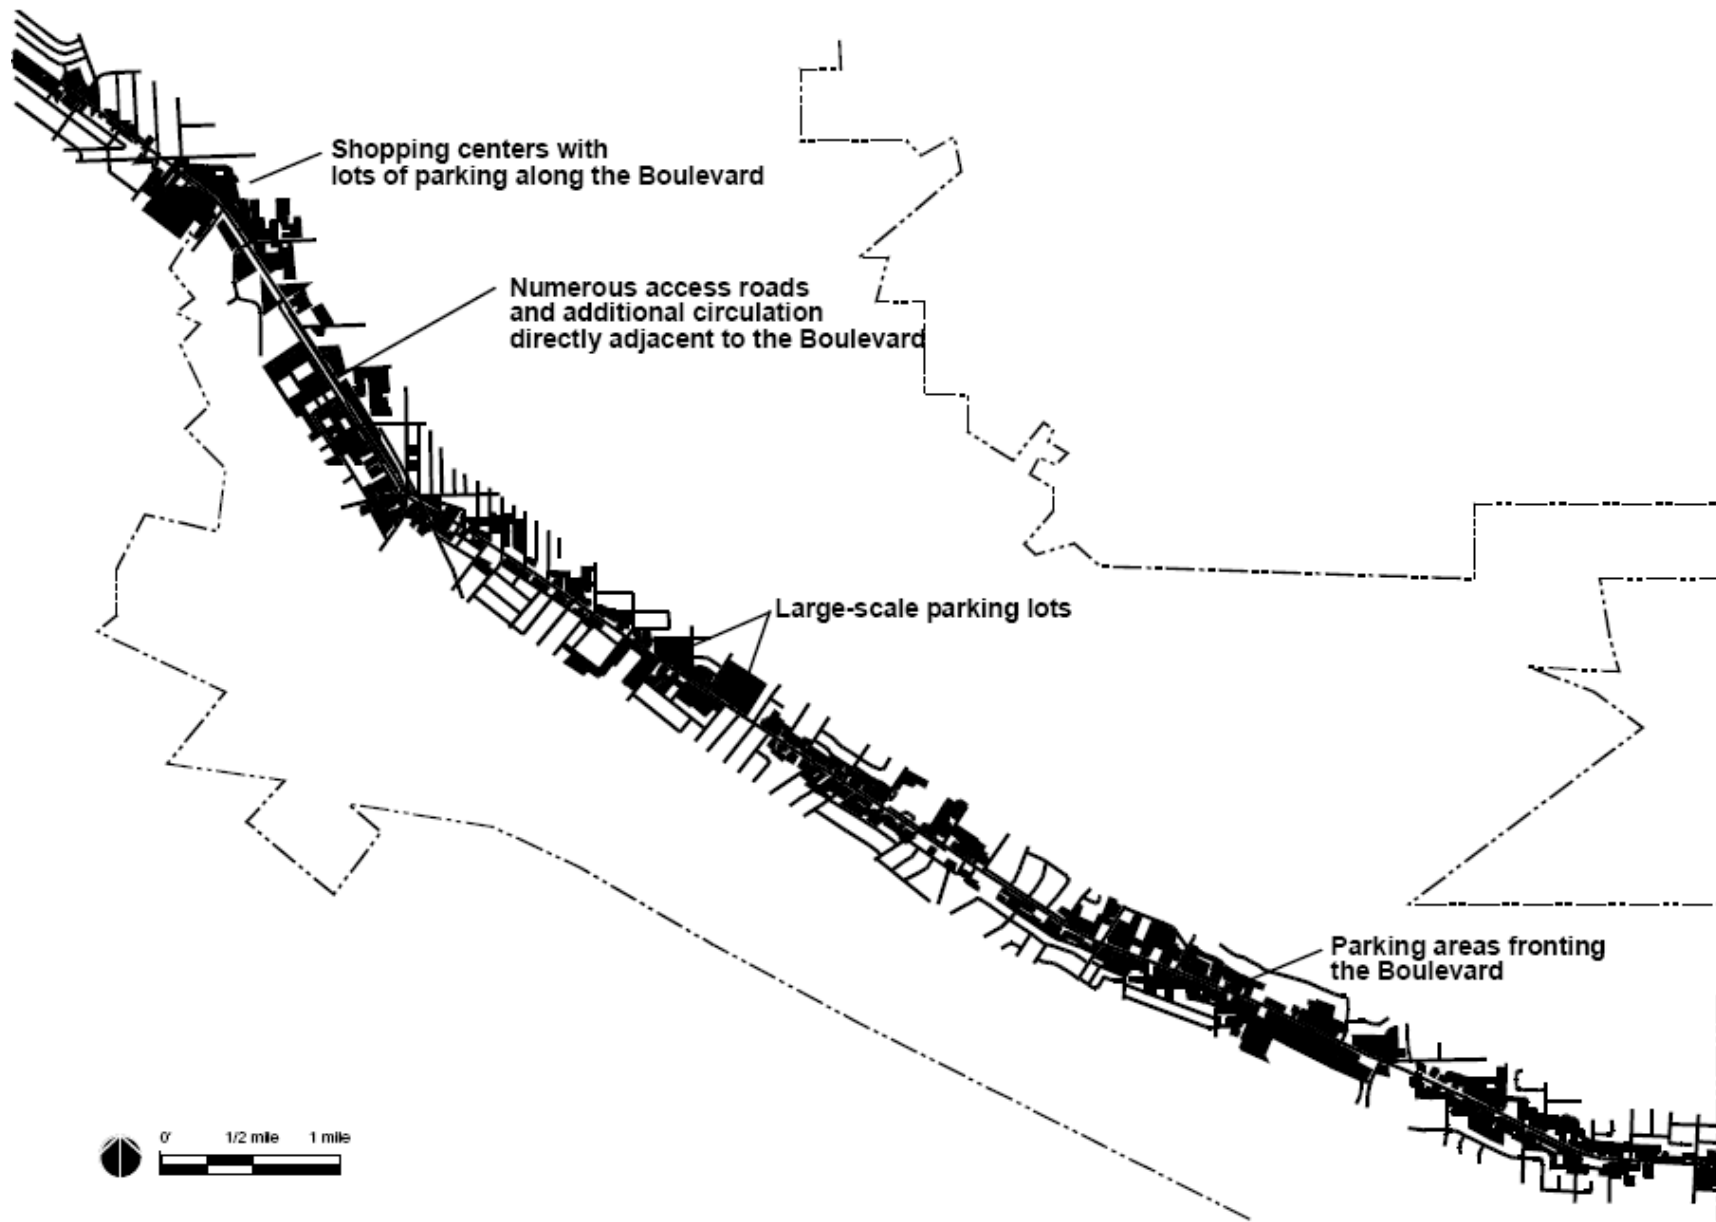 Shopping centers with
lots of parking along the Boulevard
Numerous access roads
and additional circulation
directly adjacent to the Boulevard
Large-scale parking lots
Parking areas fronting
the Boulevard
0' 1/2 mile 1 mile